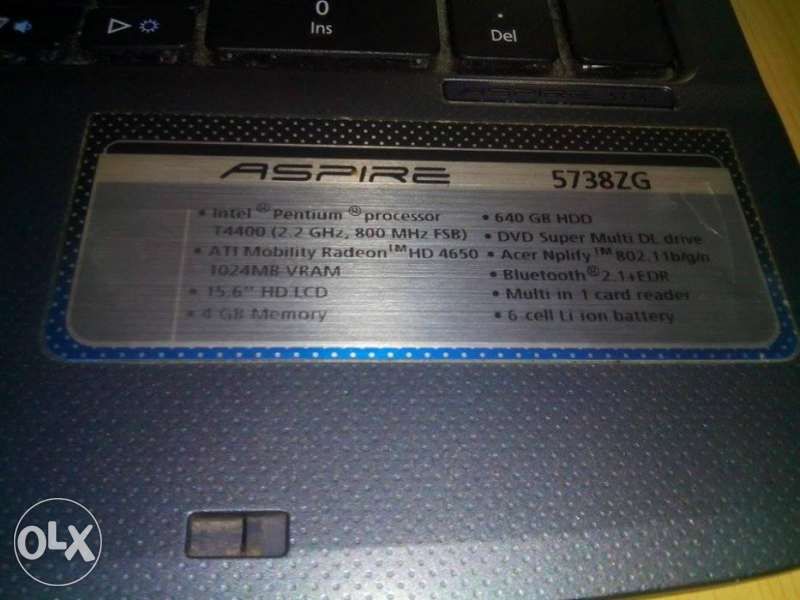 0
Ins
Del
ASPIRE
ASPIRE 5738ZG
• Intel® Pentium® processor
T4400 (2.2 GHz, 800 MHz FSB)
• ATI Mobility Radeon™ HD 4650
1024MB VRAM
• 15.6" HD LCD
• 4 GB Memory
• 640 GB HDD
• DVD Super Multi DL drive
• Acer Nplify™ 802.11b/g/n
• Bluetooth® 2.1+EDR
• Multi in 1 card reader
• 6 cell Li ion battery
OLX